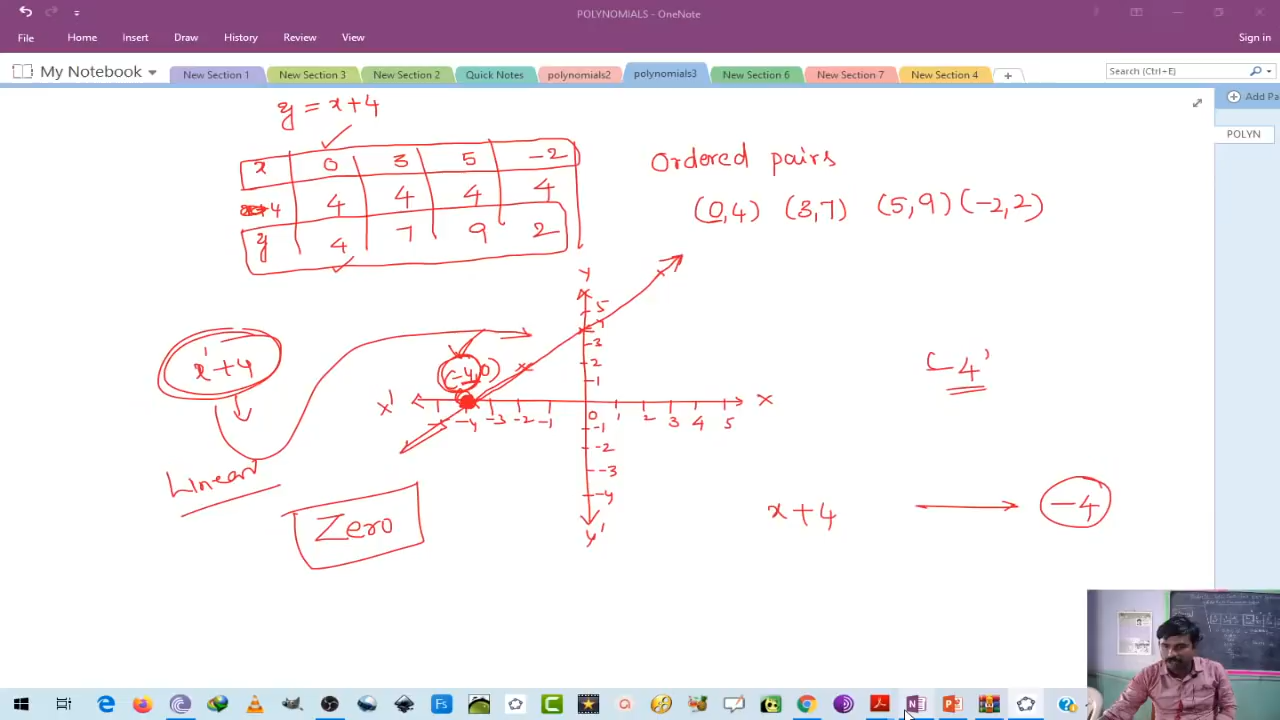 POLYNOMIALS - OneNote
File Home Insert Draw History Review View Sign in
My Notebook New Section 1 New Section 3 New Section 2 Quick Notes polynomials2 polynomials3 New Section 6 New Section 7 New Section 4 Search (Ctrl+E)
Add Pa
POLYN
y = x+4
x 0 3 5 -2
+4 4 4 4 4
y 4 7 9 2
Ordered pairs
(0,4) (3,7) (5,9) (-2,2)
y
5
4
3
2
1
x' -5 -4 -3 -2 -1 0 1 2 3 4 5 x
-1
-2
-3
-4
y'
(-4,0)
x'+4
Linear
Zero
(-4'
x+4 -4